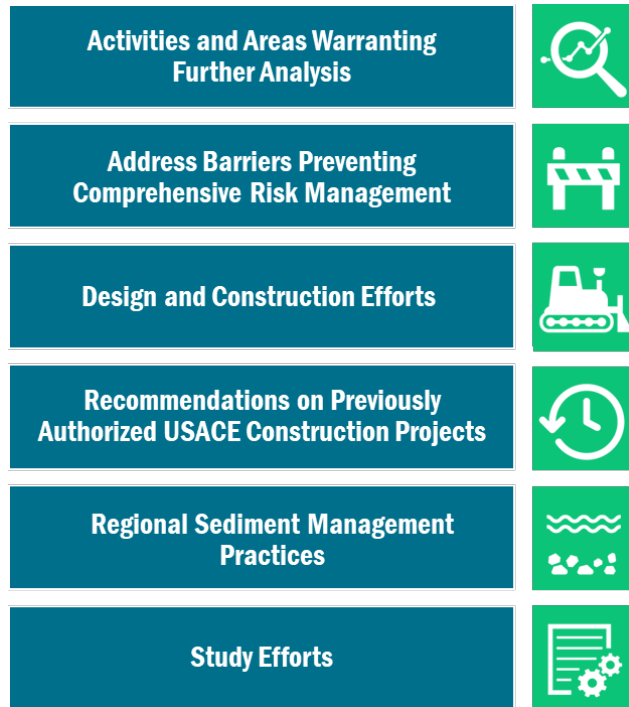 Activities and Areas Warranting
Further Analysis
Address Barriers Preventing
Comprehensive Risk Management
Design and Construction Efforts
Recommendations on Previously
Authorized USACE Construction Projects
Regional Sediment Management
Practices
Study Efforts